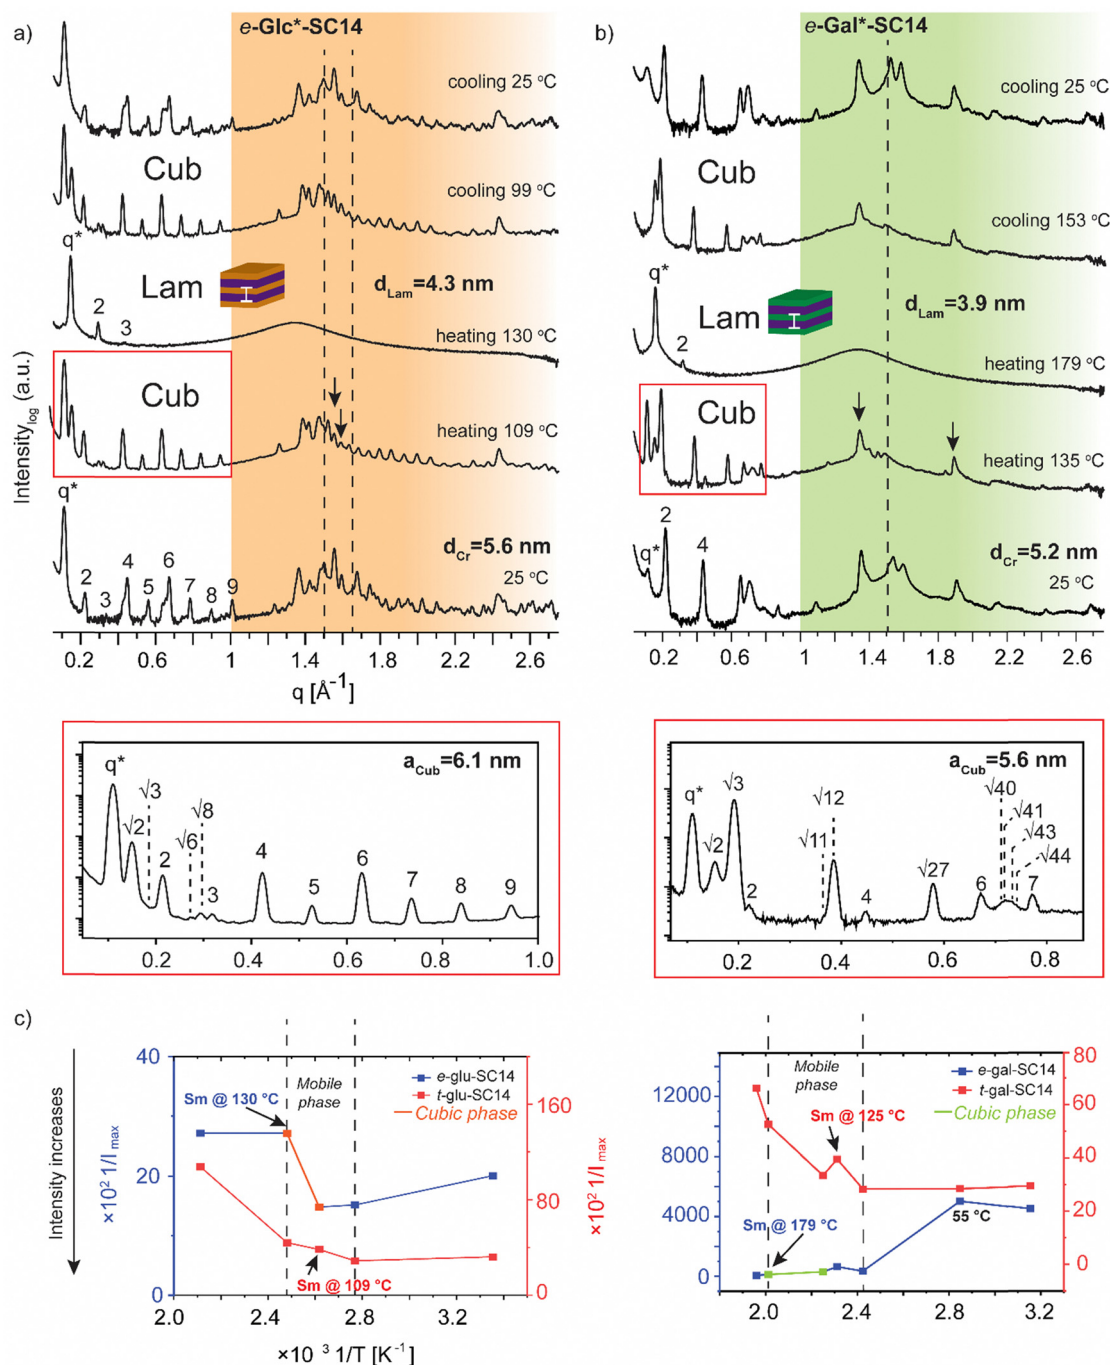 a)
e-Glc*-SC14
cooling 25 °C
Cub
cooling 99 °C
q*
Lam
d_Lam=4.3 nm
2
3
heating 130 °C
Cub
heating 109 °C
q*
d_Cr=5.6 nm
25 °C
2 3 4 5 6 7 8 9
0.2 0.6 1 1.4 1.8 2.2 2.6
q [Å⁻¹]
Intensity_log (a.u.)
b)
e-Gal*-SC14
cooling 25 °C
Cub
cooling 153 °C
q*
Lam
d_Lam=3.9 nm
2
heating 179 °C
Cub
heating 135 °C
2
q*
4
d_Cr=5.2 nm
25 °C
0.2 0.6 1 1.4 1.8 2.2 2.6
q*
a_Cub=6.1 nm
√3
√2
√8
√6
2 3 4 5 6 7 8 9
0.2 0.4 0.6 0.8 1.0
a_Cub=5.6 nm
q*
√3
√2
2
√12
√11
4
√27
6
√40
√41
√43
√44
7
0.2 0.4 0.6 0.8
c)
Intensity increases
×10² 1/I_max
40
20
0
Sm @ 130 °C
Mobile
phase
e-glu-SC14
t-glu-SC14
Cubic phase
Sm @ 109 °C
160
80
0
×10² 1/I_max
2.0 2.4 2.8 3.2
×10³ 1/T [K⁻¹]
12000
8000
4000
0
Mobile
phase
e-gal-SC14
t-gal-SC14
Cubic phase
Sm @ 125 °C
Sm @ 179 °C
55 °C
80
60
40
20
0
2.0 2.4 2.8 3.2